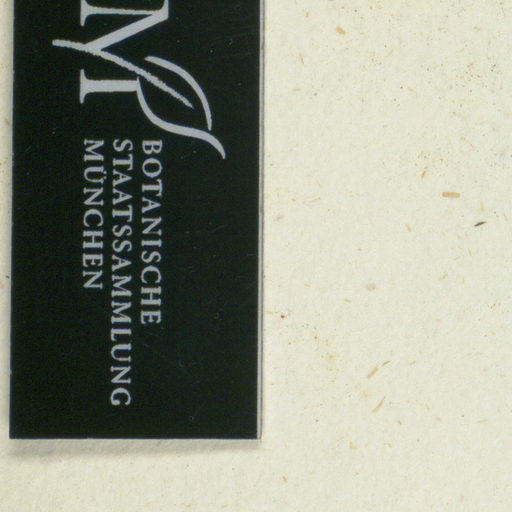 M
BOTANISCHE
STAATSSAMMLUNG
MÜNCHEN